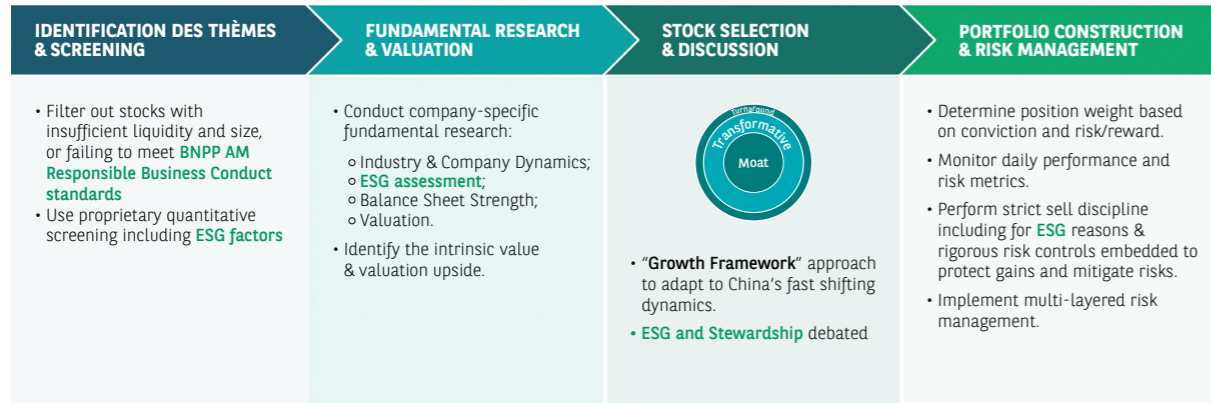 IDENTIFICATION DES THÈMES
& SCREENING
• Filter out stocks with
insufficient liquidity and size,
or failing to meet BNPP AM
Responsible Business Conduct
standards
• Use proprietary quantitative
screening including ESG factors
FUNDAMENTAL RESEARCH
& VALUATION
• Conduct company-specific
fundamental research:
○ Industry & Company Dynamics;
○ ESG assessment;
○ Balance Sheet Strength;
○ Valuation.
• Identify the intrinsic value
& valuation upside.
STOCK SELECTION
& DISCUSSION
Turnaround
Transformative
Moat
• "Growth Framework" approach
to adapt to China's fast shifting
dynamics.
• ESG and Stewardship debated
PORTFOLIO CONSTRUCTION
& RISK MANAGEMENT
• Determine position weight based
on conviction and risk/reward.
• Monitor daily performance and
risk metrics.
• Perform strict sell discipline
including for ESG reasons &
rigorous risk controls embedded to
protect gains and mitigate risks.
• Implement multi-layered risk
management.